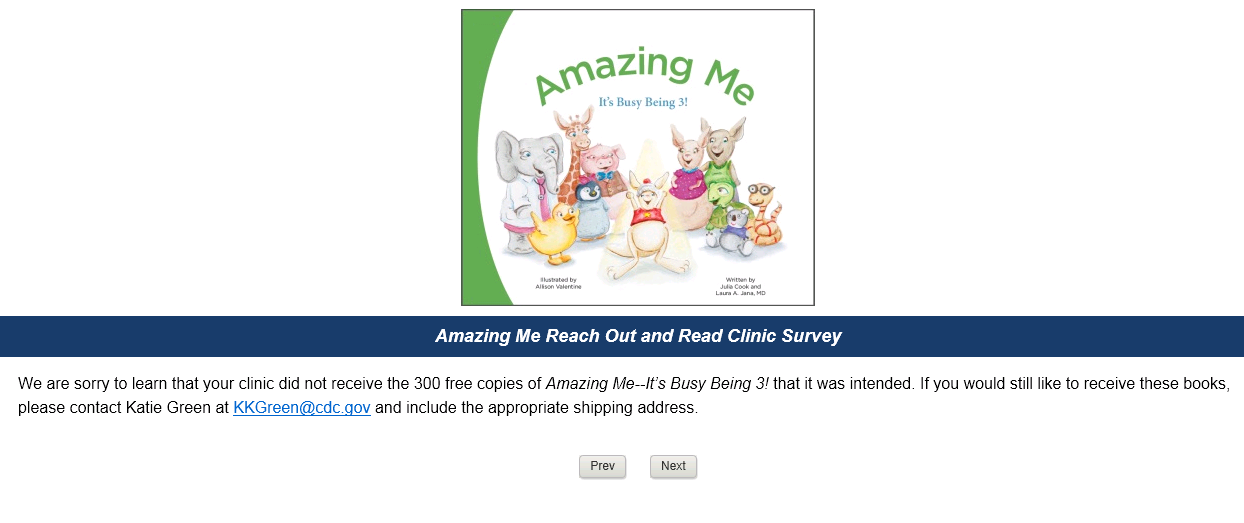 Amazing Me
It's Busy Being 3!
Illustrated by
Allison Valentine
Written by
Julia Cook and
Laura A. Jana, MD
Amazing Me Reach Out and Read Clinic Survey
We are sorry to learn that your clinic did not receive the 300 free copies of Amazing Me--It’s Busy Being 3! that it was intended. If you would still like to receive these books,
please contact Katie Green at KKGreen@cdc.gov and include the appropriate shipping address.
Prev Next